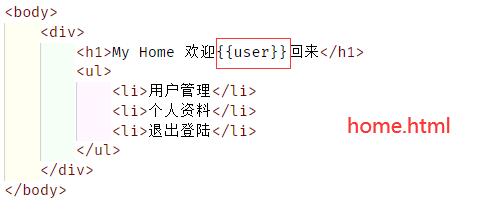 <body>
    <div>
        <h1>My Home 欢迎{{user}}回来</h1>
        <ul>
            <li>用户管理</li>
            <li>个人资料</li>
            <li>退出登陆</li>
        </ul>
    </div>
</body>
home.html